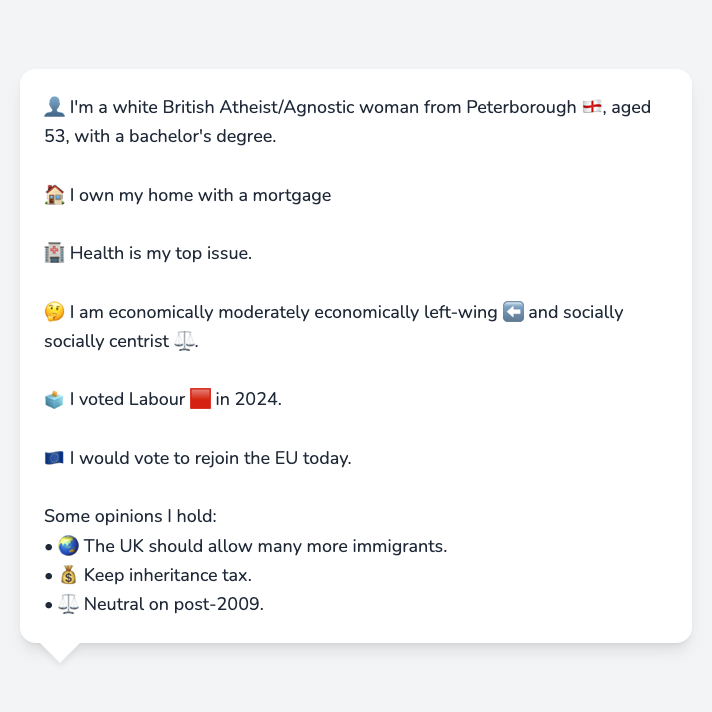 👤 I'm a white British Atheist/Agnostic woman from Peterborough 🏴󠁧󠁢󠁥󠁮󠁧󠁿, aged
53, with a bachelor's degree.
🏠 I own my home with a mortgage
🏥 Health is my top issue.
🤔 I am economically moderately economically left-wing ⬅️ and socially
socially centrist ⚖️.
🗳️ I voted Labour 🟥 in 2024.
🇪🇺 I would vote to rejoin the EU today.
Some opinions I hold:
• 🌏 The UK should allow many more immigrants.
• 💰 Keep inheritance tax.
• ⚖️ Neutral on post-2009.